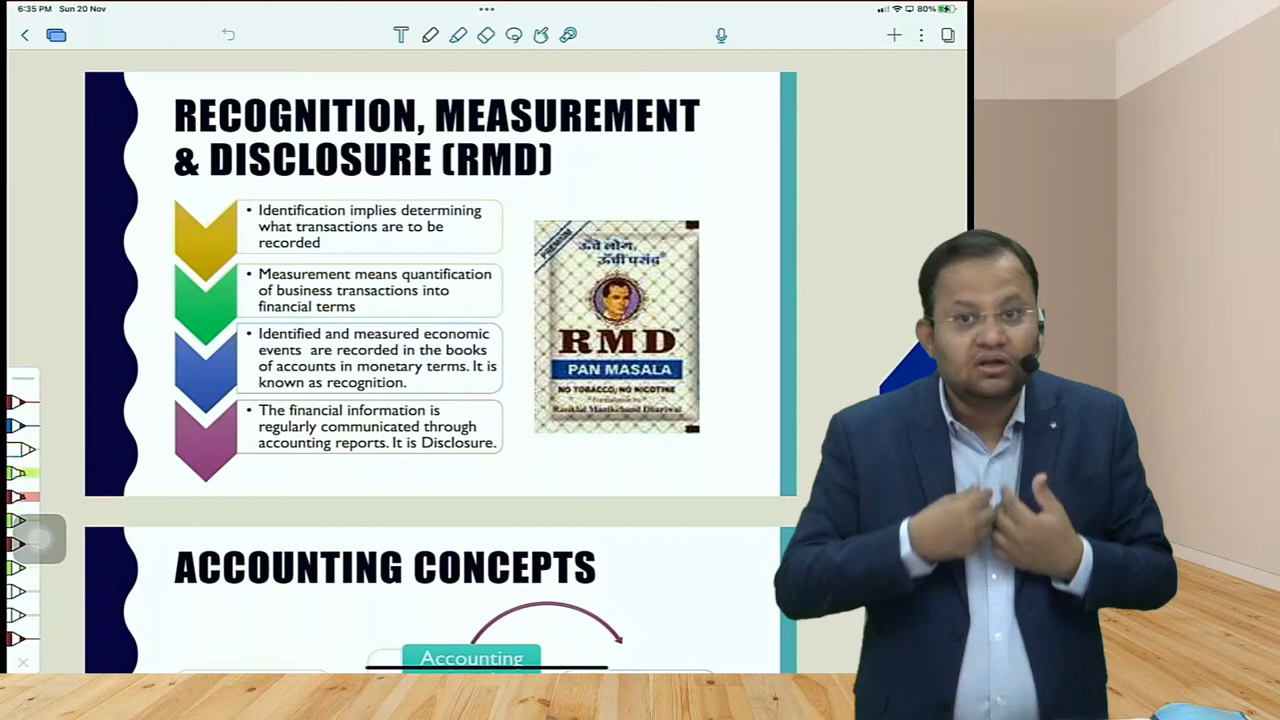 6:35 PM Sun 20 Nov
80%
RECOGNITION, MEASUREMENT
& DISCLOSURE (RMD)
• Identification implies determining
what transactions are to be
recorded
• Measurement means quantification
of business transactions into
financial terms
• Identified and measured economic
events are recorded in the books
of accounts in monetary terms. It is
known as recognition.
• The financial information is
regularly communicated through
accounting reports. It is Disclosure.
PREMIUM
ऊँचे लोग,
ऊँची पसंद
RMD
PAN MASALA
NO TOBACCO, NO NICOTINE
Rasiklal Manikchand Dhariwal
ACCOUNTING CONCEPTS
Accounting